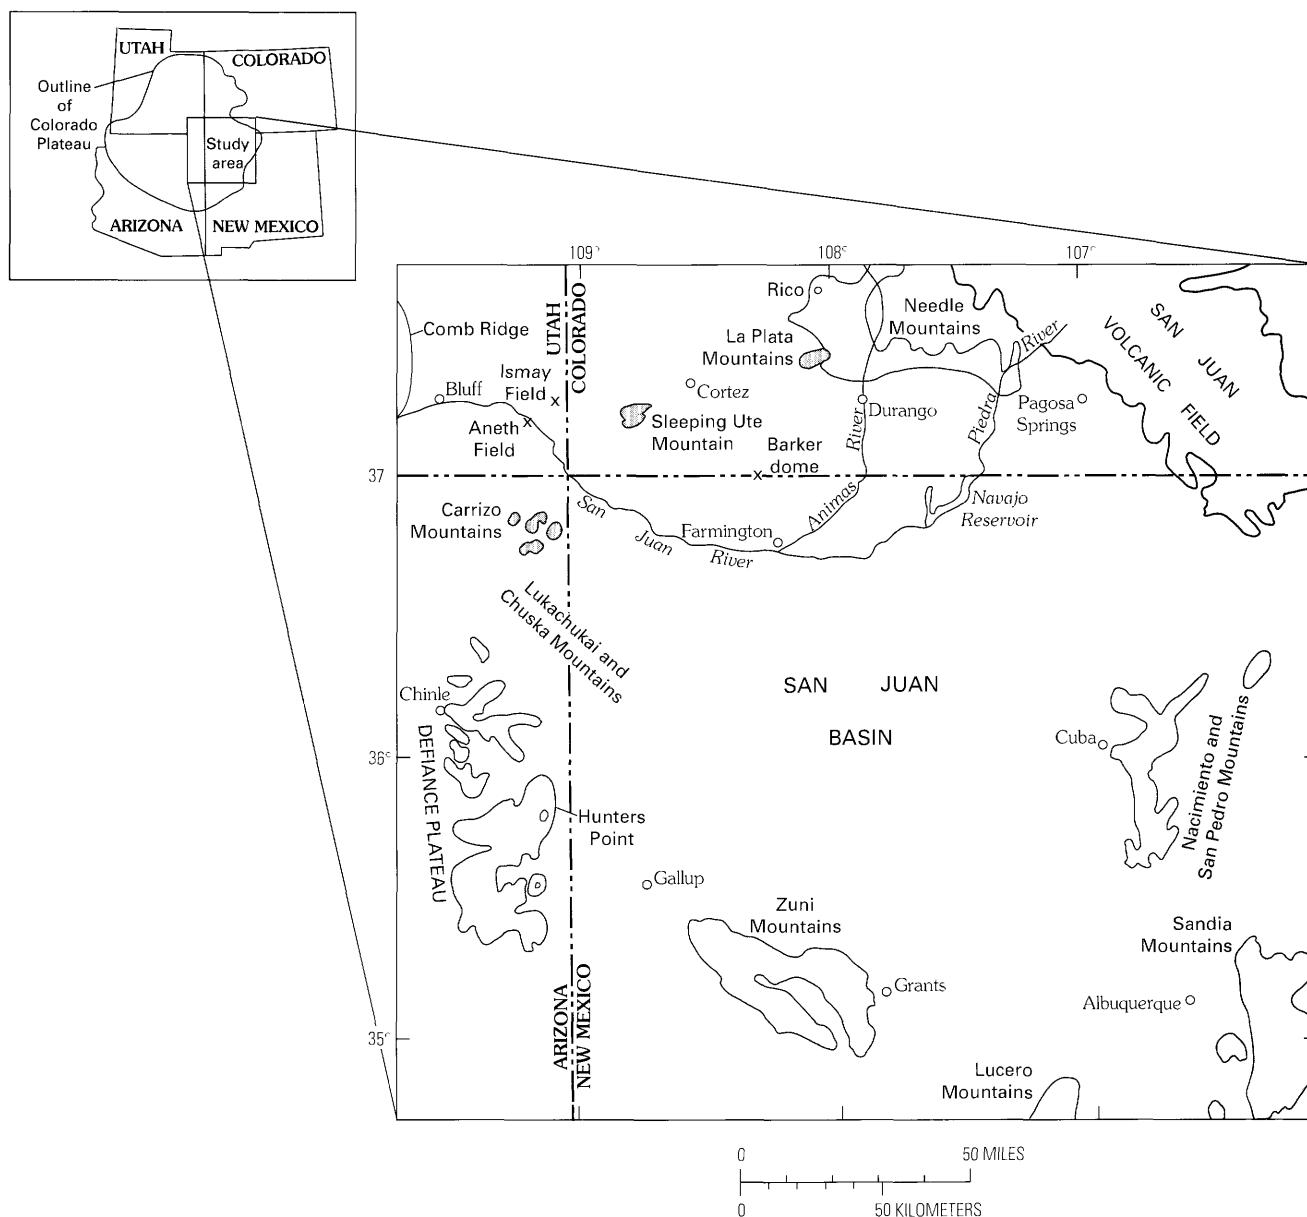 UTAH
COLORADO
Outline
of
Colorado
Plateau
Study
area
ARIZONA
NEW MEXICO
109°
108°
107°
Rico
Needle
Mountains
SAN JUAN
VOLCANIC FIELD
Comb Ridge
UTAH
COLORADO
La Plata
Mountains
River
Ismay
Field
Bluff
Cortez
Aneth
Field
Sleeping Ute
Mountain
Durango
River
Piedra
Pagosa
Springs
Barker
dome
37
Animas
San
Juan
River
Navajo
Reservoir
Carrizo
Mountains
Farmington
Lukachukai and
Chuska Mountains
SAN JUAN
BASIN
Chinle
36°
DEFIANCE PLATEAU
Cuba
Nacimiento and
San Pedro Mountains
Hunters
Point
Gallup
Zuni
Mountains
Sandia
Mountains
Grants
Albuquerque
35°
ARIZONA
NEW MEXICO
Lucero
Mountains
0 50 MILES
0 50 KILOMETERS